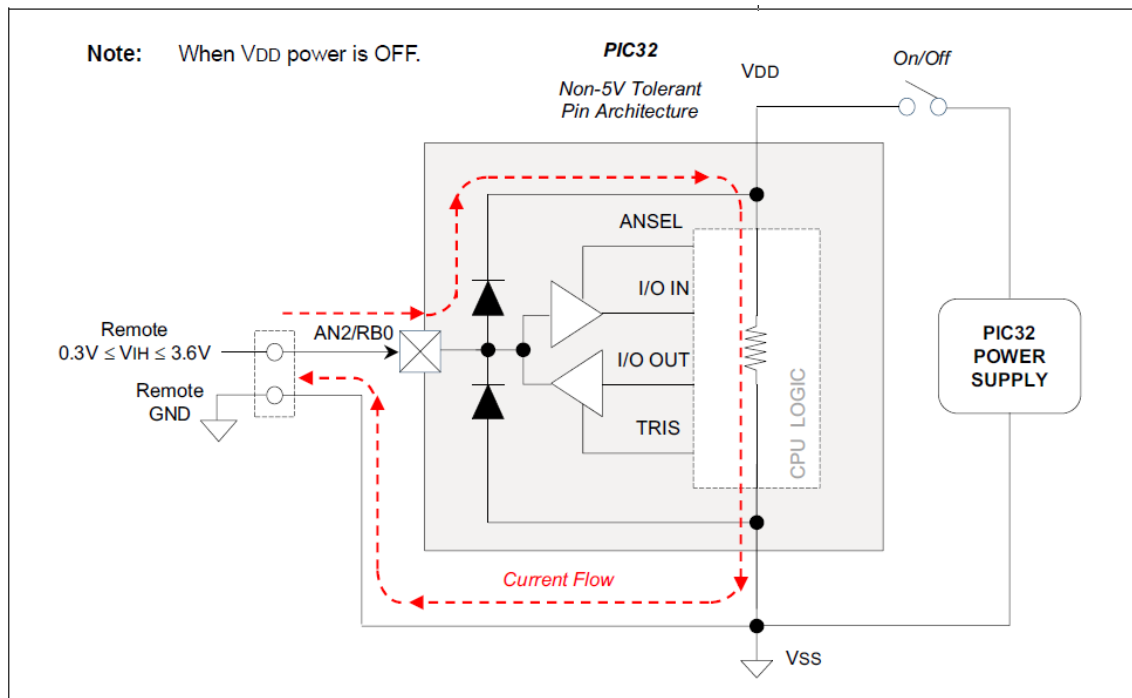 Note: When VDD power is OFF.
PIC32
Non-5V Tolerant
Pin Architecture
VDD
On/Off
ANSEL
I/O IN
Remote
0.3V ≤ VIH ≤ 3.6V
AN2/RB0
I/O OUT
Remote
GND
TRIS
CPU LOGIC
PIC32
POWER
SUPPLY
Current Flow
VSS